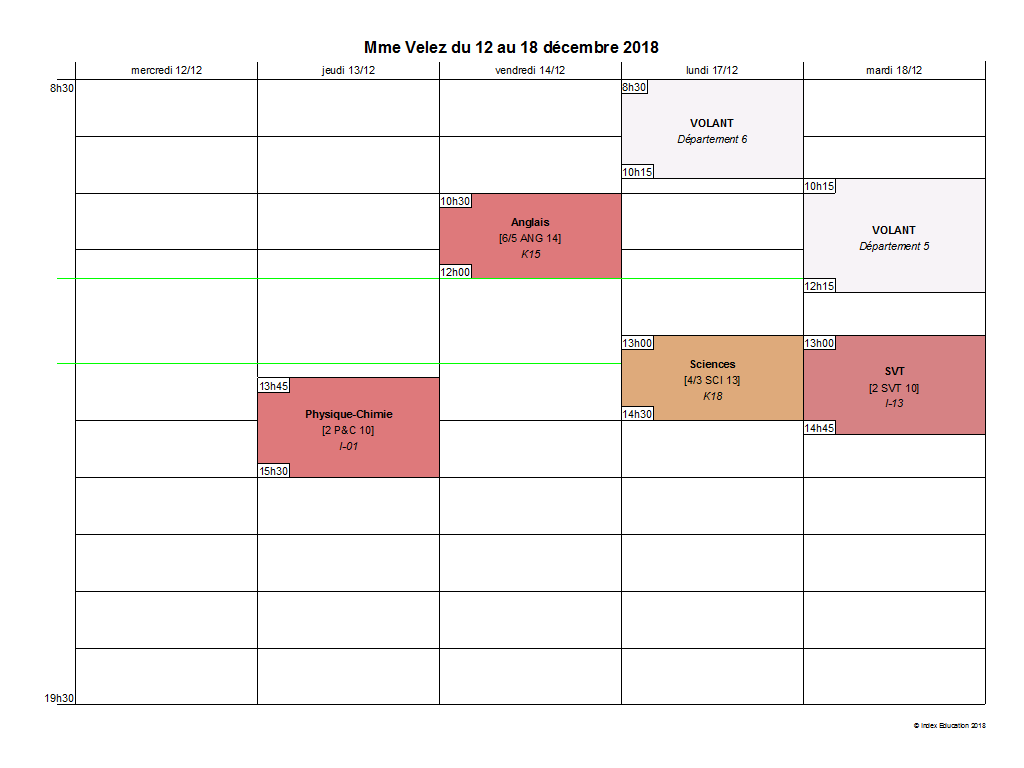 Mme Velez du 12 au 18 décembre 2018
mercredi 12/12
jeudi 13/12
vendredi 14/12
lundi 17/12
mardi 18/12
8h30
8h30
VOLANT
Département 6
10h15
10h15
VOLANT
Département 5
12h15
10h30
Anglais
[6/5 ANG 14]
K15
12h00
13h00
Sciences
[4/3 SCI 13]
K18
14h30
13h00
SVT
[2 SVT 10]
I-13
14h45
13h45
Physique-Chimie
[2 P&C 10]
I-01
15h30
19h30
© Index Education 2018